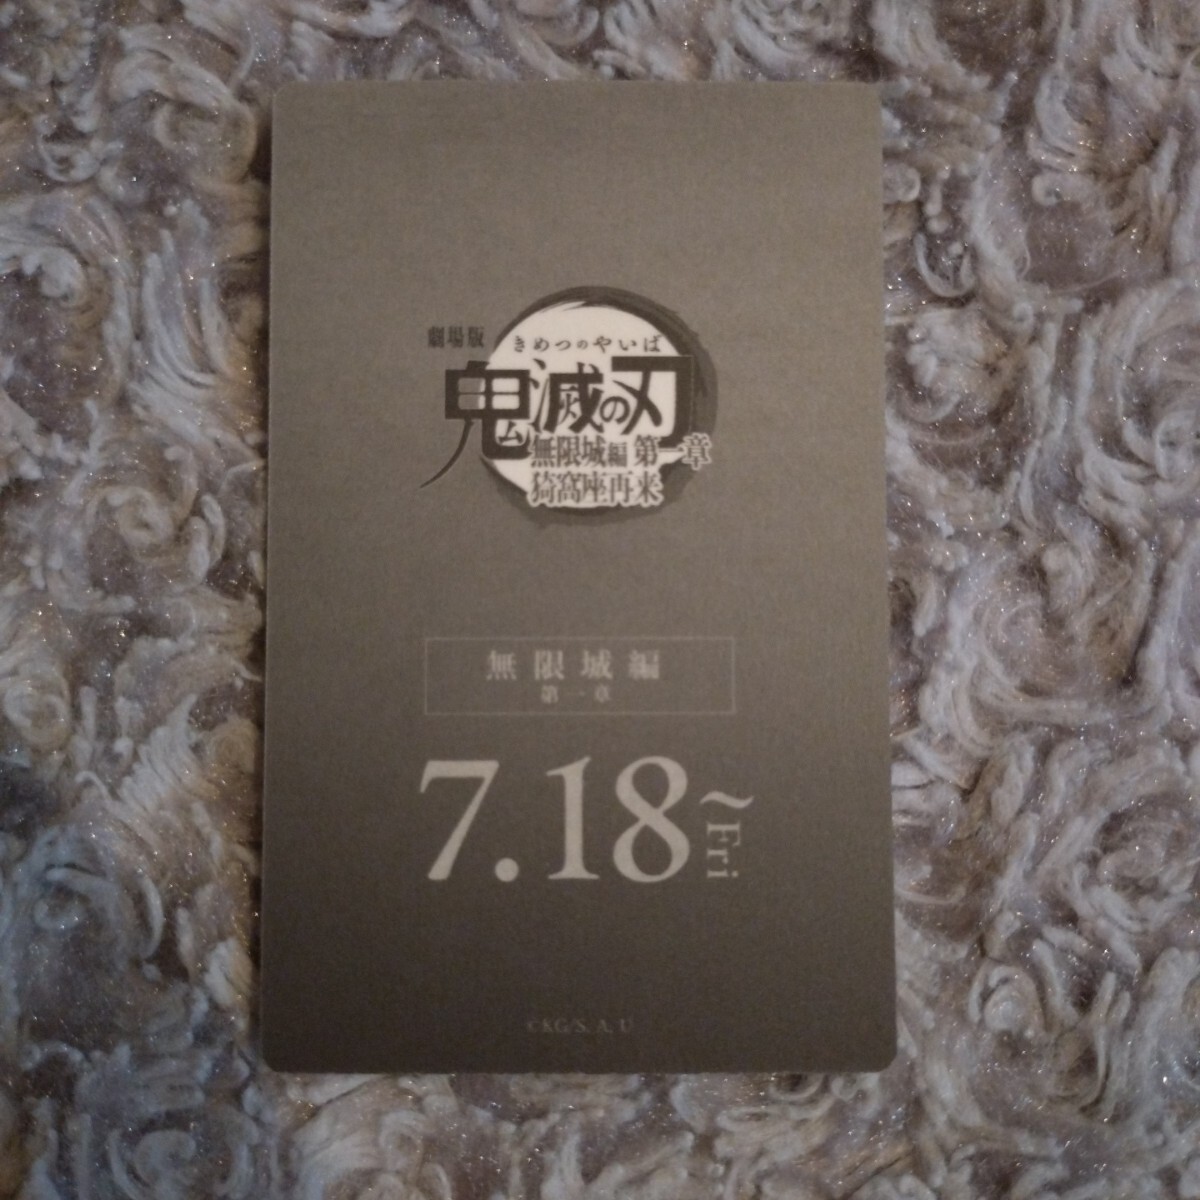 劇場版
きめつのやいば
鬼滅の刃
無限城編 第一章
猗窩座再来
無限城編
第一章
7.18~Fri
©KG/S, A, U